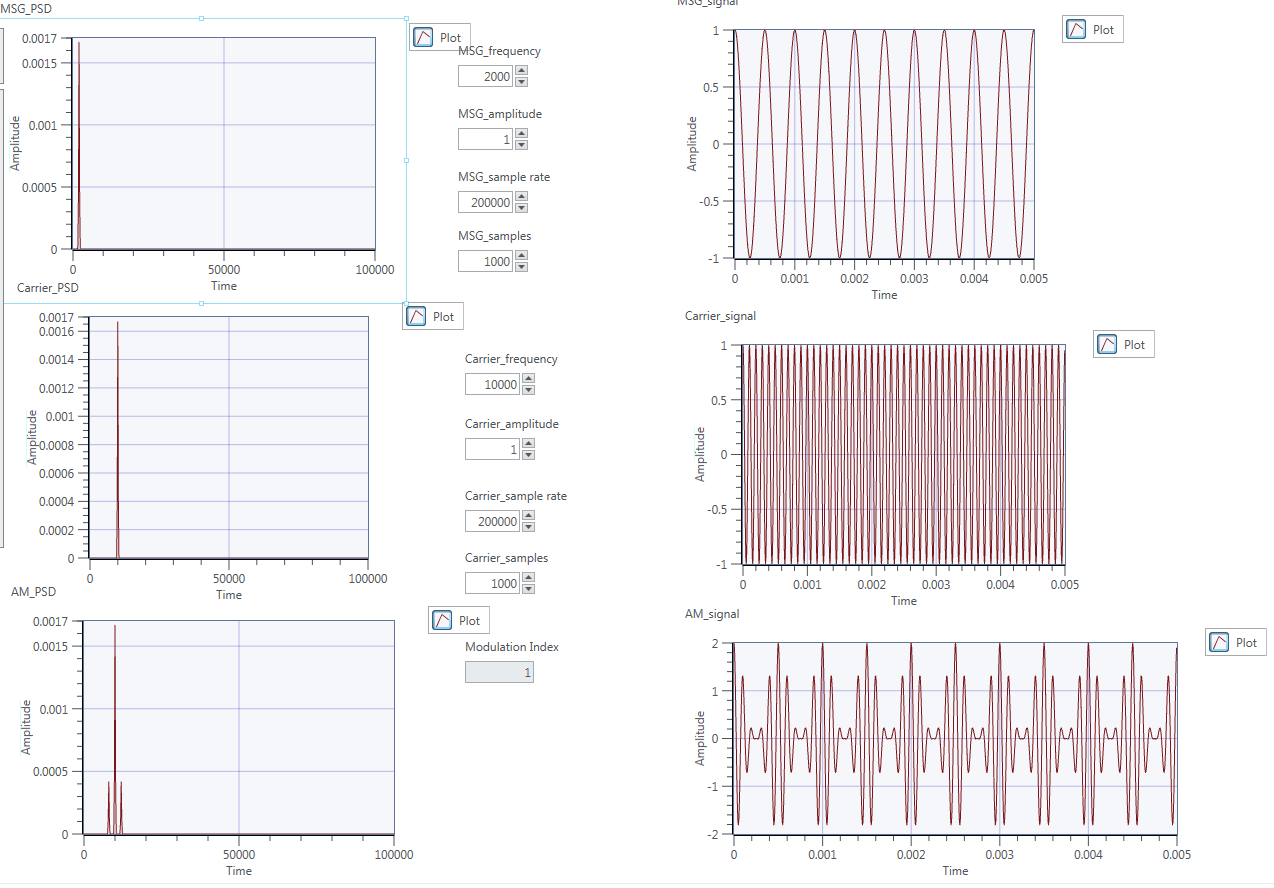 MSG_PSD
Plot
0.0017
0.0015
0.001
0.0005
0
Amplitude
0 50000 100000
Time
MSG_frequency
2000
MSG_amplitude
1
MSG_sample rate
200000
MSG_samples
1000
MSG_signal
Plot
1
0.5
0
-0.5
-1
Amplitude
0 0.001 0.002 0.003 0.004 0.005
Time
Carrier_PSD
Plot
0.0017
0.0016
0.0014
0.0012
0.001
0.0008
0.0006
0.0004
0.0002
0
Amplitude
0 50000 100000
Time
Carrier_frequency
10000
Carrier_amplitude
1
Carrier_sample rate
200000
Carrier_samples
1000
Carrier_signal
Plot
1
0.5
0
-0.5
-1
Amplitude
0 0.001 0.002 0.003 0.004 0.005
Time
AM_PSD
Plot
0.0017
0.0015
0.001
0.0005
0
Amplitude
0 50000 100000
Time
Modulation Index
1
AM_signal
Plot
2
1
0
-1
-2
Amplitude
0 0.001 0.002 0.003 0.004 0.005
Time